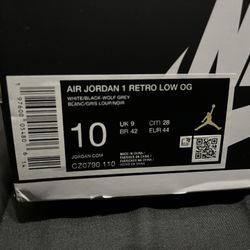 AIR JORDAN 1 RETRO LOW OG
WHITE/BLACK-WOLF GREY
BLANC/GRIS LOUP/NOIR
10
UK 9
CM 28
BR 42
EUR 44
JORDAN.COM
CZ0790 110